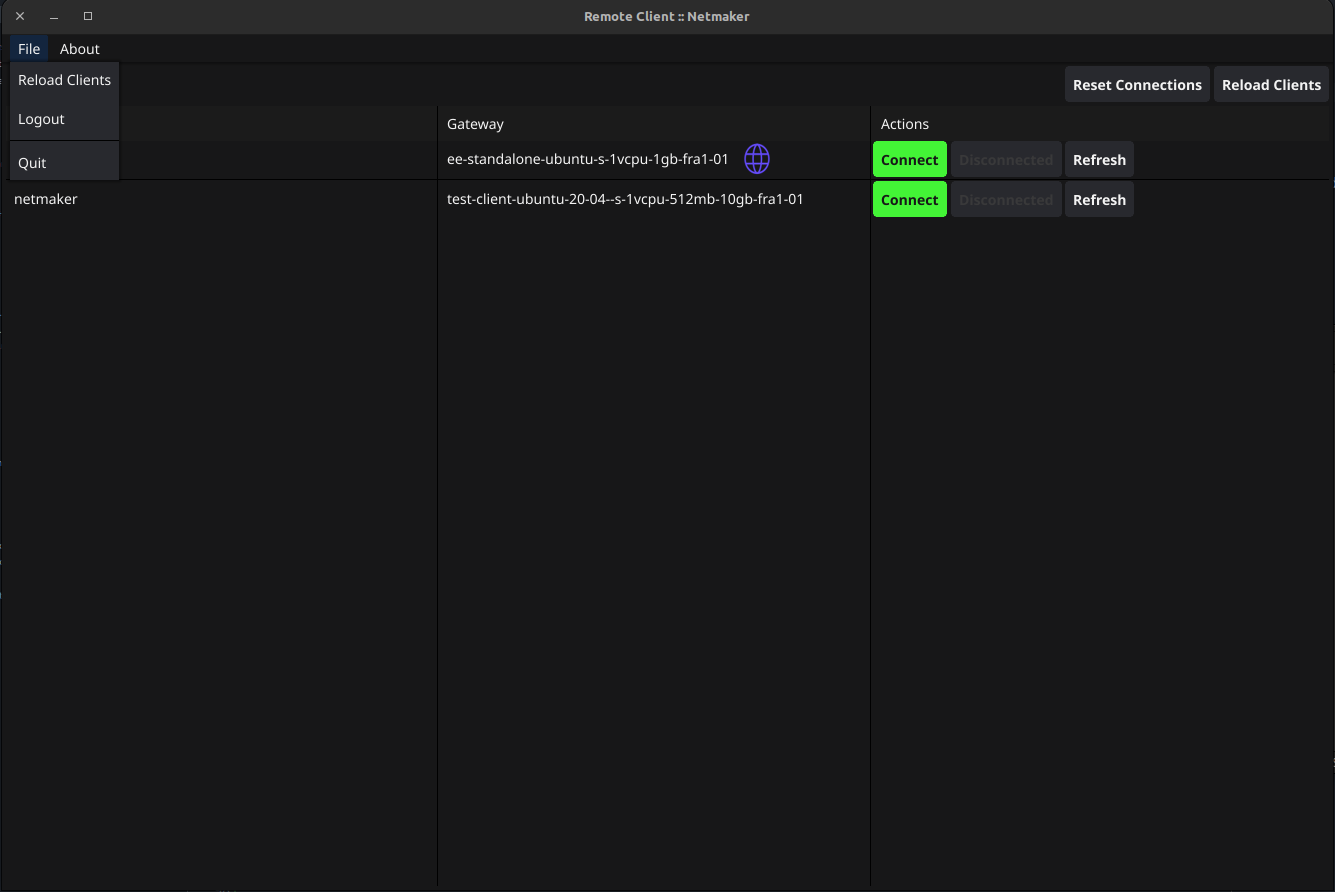 Remote Client :: Netmaker
File About
Reload Clients
Logout
Quit
Reset Connections Reload Clients
Gateway Actions
ee-standalone-ubuntu-s-1vcpu-1gb-fra1-01 Connect Disconnected Refresh
netmaker test-client-ubuntu-20-04--s-1vcpu-512mb-10gb-fra1-01 Connect Disconnected Refresh